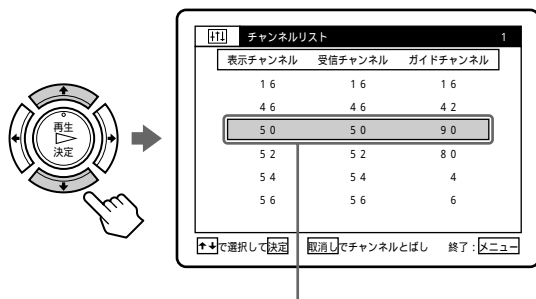 チャンネルリスト 1
表示チャンネル 受信チャンネル ガイドチャンネル
16 16 16
46 46 42
50 50 90
52 52 80
54 54 4
56 56 6
再生
決定
↑↓で選択して決定 取消しでチャンネルとばし 終了：メニュー